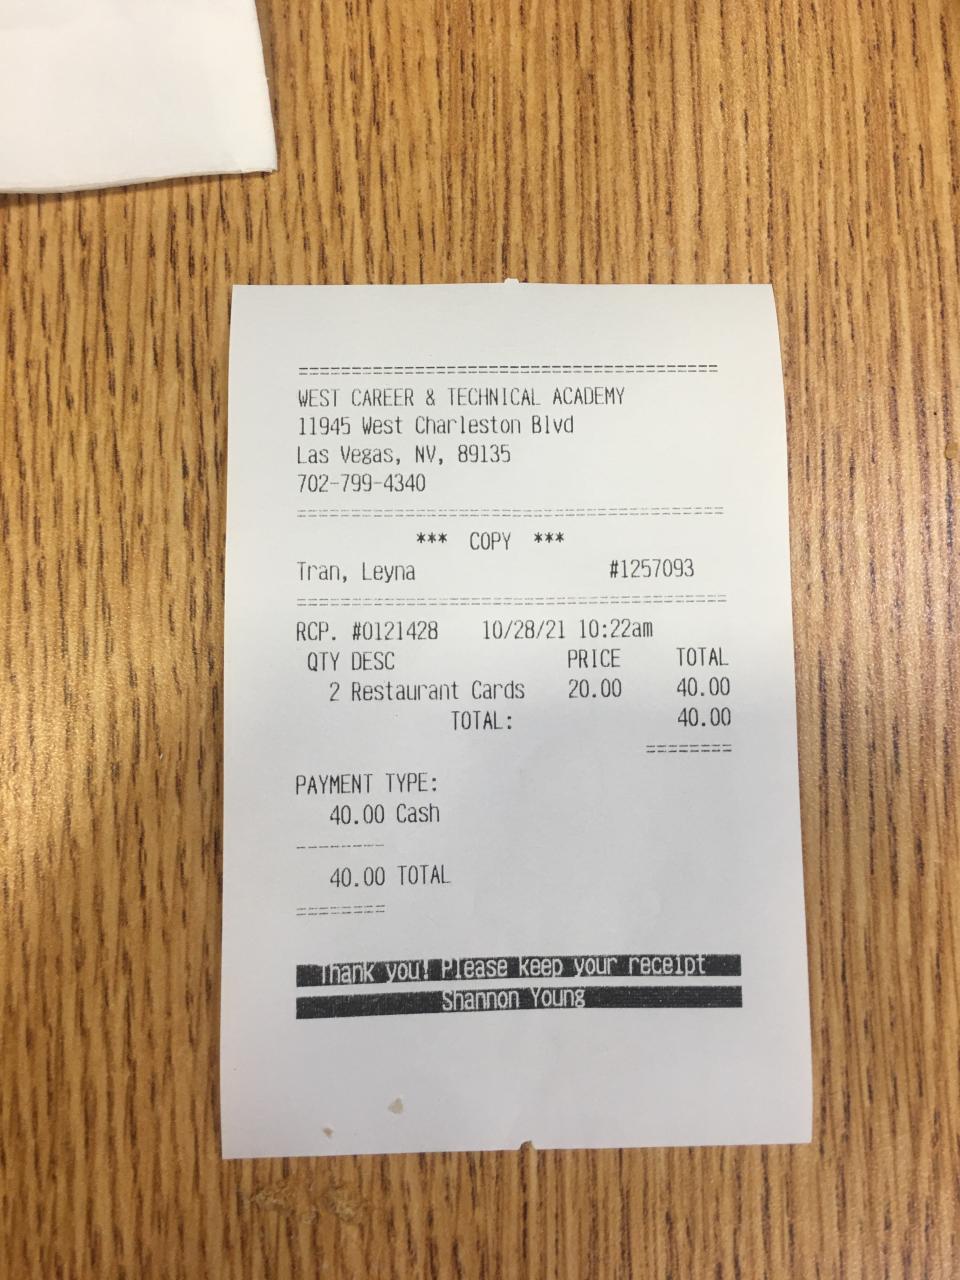 ========================================
WEST CAREER & TECHNICAL ACADEMY
11945 West Charleston Blvd
Las Vegas, NV, 89135
702-799-4340
========================================
*** COPY ***
Tran, Leyna #1257093
========================================
RCP. #0121428 10/28/21 10:22am
QTY DESC PRICE TOTAL
2 Restaurant Cards 20.00 40.00
TOTAL: 40.00
========
PAYMENT TYPE:
40.00 Cash
--------
40.00 TOTAL
========
Thank you! Please keep your receipt
Shannon Young